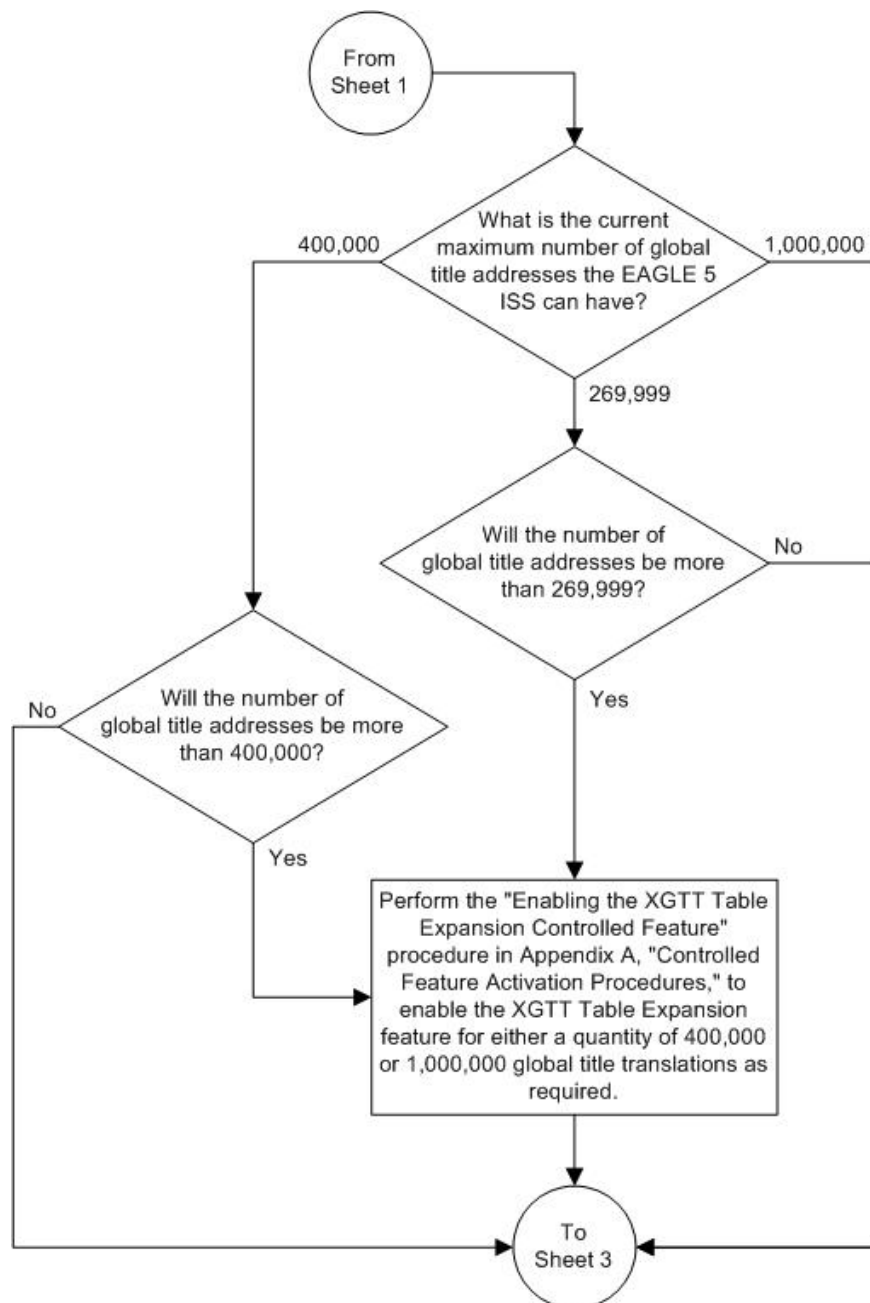 From
Sheet 1
What is the current
maximum number of global
title addresses the EAGLE 5
ISS can have?
400,000
1,000,000
269,999
Will the number of
global title addresses be more
than 269,999?
No
Yes
Will the number of
global title addresses be more
than 400,000?
No
Yes
Perform the "Enabling the XGTT Table
Expansion Controlled Feature"
procedure in Appendix A, "Controlled
Feature Activation Procedures," to
enable the XGTT Table Expansion
feature for either a quantity of 400,000
or 1,000,000 global title translations as
required.
To
Sheet 3